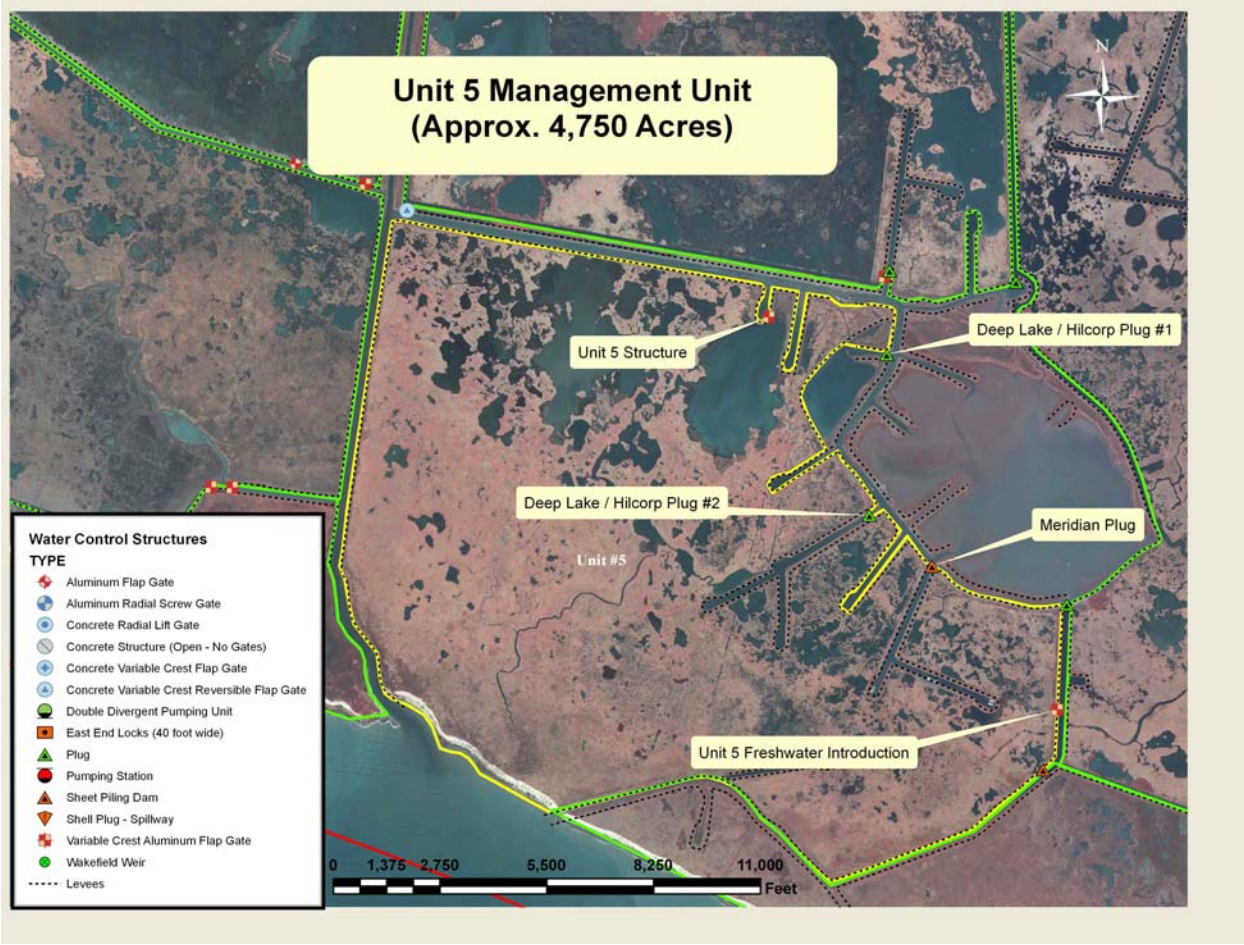 Unit 5 Management Unit
(Approx. 4,750 Acres)
N
Deep Lake / Hilcorp Plug #1
Unit 5 Structure
Deep Lake / Hilcorp Plug #2
Meridian Plug
Unit #5
Unit 5 Freshwater Introduction
Water Control Structures
TYPE
Aluminum Flap Gate
Aluminum Radial Screw Gate
Concrete Radial Lift Gate
Concrete Structure (Open - No Gates)
Concrete Variable Crest Flap Gate
Concrete Variable Crest Reversible Flap Gate
Double Divergent Pumping Unit
East End Locks (40 foot wide)
Plug
Pumping Station
Sheet Piling Dam
Shell Plug - Spillway
Variable Crest Aluminum Flap Gate
Wakefield Weir
Levees
0 1,375 2,750 5,500 8,250 11,000
Feet